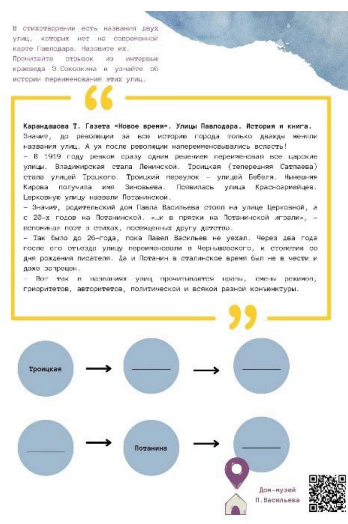 В стихотворении есть названия двух
улиц, которых нет на современной
карте Павлодара. Назовите их.
Прочитайте отрывок из интервью
краеведа Э.Соколкина и узнайте об
истории переименования этих улиц.
Карандашова Т. Газета «Новое время». Улицы Павлодара. История и книга.
Значит, до революции за всю историю города только дважды меняли
названия улиц. А уж после революции напереименовывались всласть!
– В 1919 году ревком сразу одним решением переименовал все царские
улицы. Владимирская стала Ленинской. Троицкая (теперешняя Сатпаева)
стала улицей Троцкого. Троицкий переулок – улицей Бебеля. Нынешняя
Кирова получила имя Зиновьева. Появилась улица Красноармейцев.
Церковную улицу назвали Потанинской.
– Значит, родительский дом Павла Васильева стоял на улице Церковной, а
с 20-х годов на Потанинской. «…и в прятки на Потанинской играли», –
вспоминал поэт в стихах, посвященных другу детства.
– Так было до 26-года, пока Павел Васильев не уехал. Через два года
после его отъезда улицу переименовали в Чернышевского, к столетию со
дня рождения писателя. Да и Потанин в сталинское время был не в чести и
даже запрещен.
– Вот так в названиях улиц прочитывается нравы, смены режимов,
приоритетов, авторитетов, политической и всякой разной конъюнктуры.
Троицкая
Потанина
Дом-музей
П.Васильева